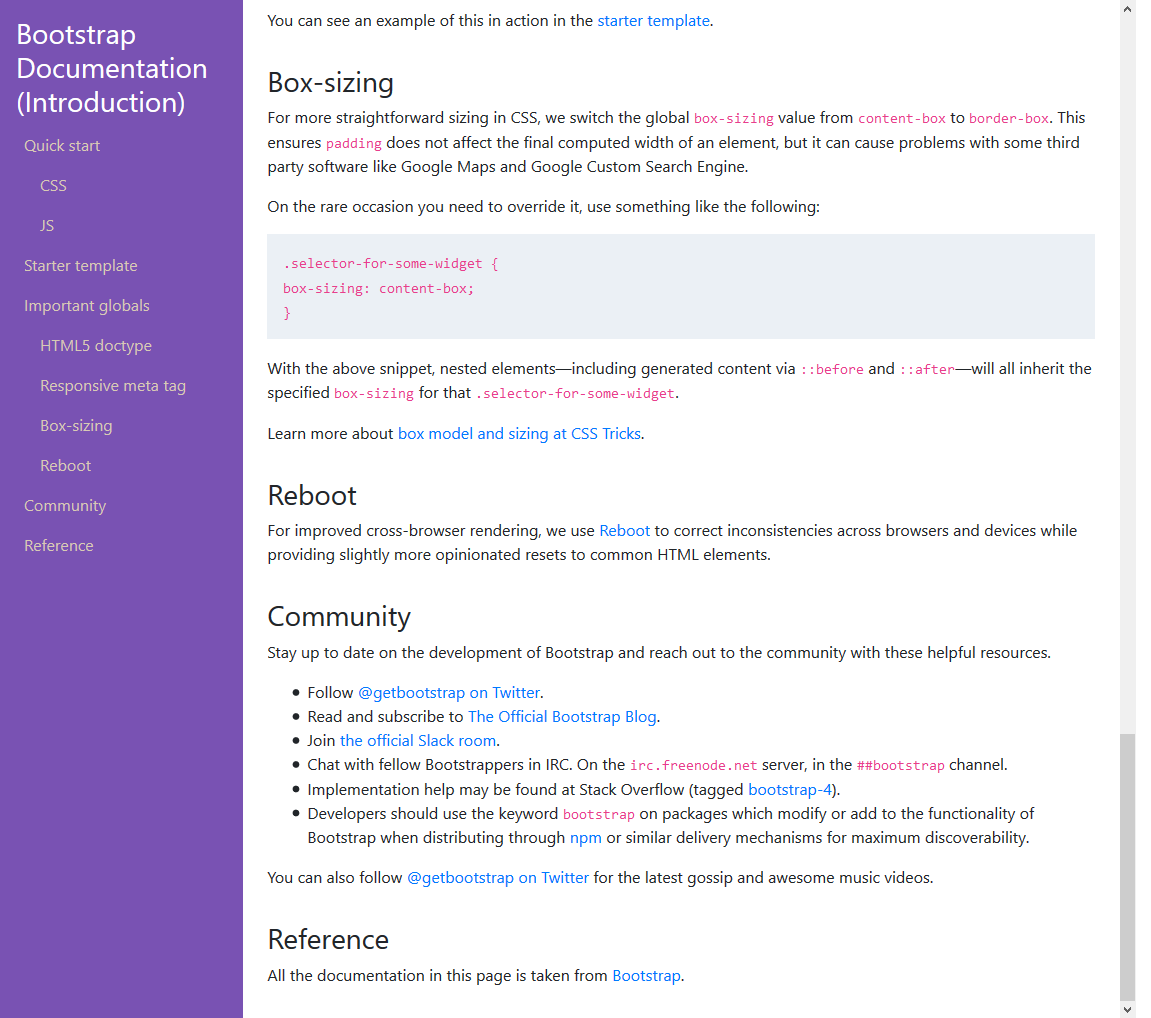 Bootstrap
Documentation
(Introduction)
Quick start
CSS
JS
Starter template
Important globals
HTML5 doctype
Responsive meta tag
Box-sizing
Reboot
Community
Reference
You can see an example of this in action in the starter template.
Box-sizing
For more straightforward sizing in CSS, we switch the global box-sizing value from content-box to border-box. This
ensures padding does not affect the final computed width of an element, but it can cause problems with some third
party software like Google Maps and Google Custom Search Engine.
On the rare occasion you need to override it, use something like the following:
.selector-for-some-widget {
box-sizing: content-box;
}
With the above snippet, nested elements—including generated content via ::before and ::after—will all inherit the
specified box-sizing for that .selector-for-some-widget.
Learn more about box model and sizing at CSS Tricks.
Reboot
For improved cross-browser rendering, we use Reboot to correct inconsistencies across browsers and devices while
providing slightly more opinionated resets to common HTML elements.
Community
Stay up to date on the development of Bootstrap and reach out to the community with these helpful resources.
• Follow @getbootstrap on Twitter.
• Read and subscribe to The Official Bootstrap Blog.
• Join the official Slack room.
• Chat with fellow Bootstrappers in IRC. On the irc.freenode.net server, in the ##bootstrap channel.
• Implementation help may be found at Stack Overflow (tagged bootstrap-4).
• Developers should use the keyword bootstrap on packages which modify or add to the functionality of
Bootstrap when distributing through npm or similar delivery mechanisms for maximum discoverability.
You can also follow @getbootstrap on Twitter for the latest gossip and awesome music videos.
Reference
All the documentation in this page is taken from Bootstrap.